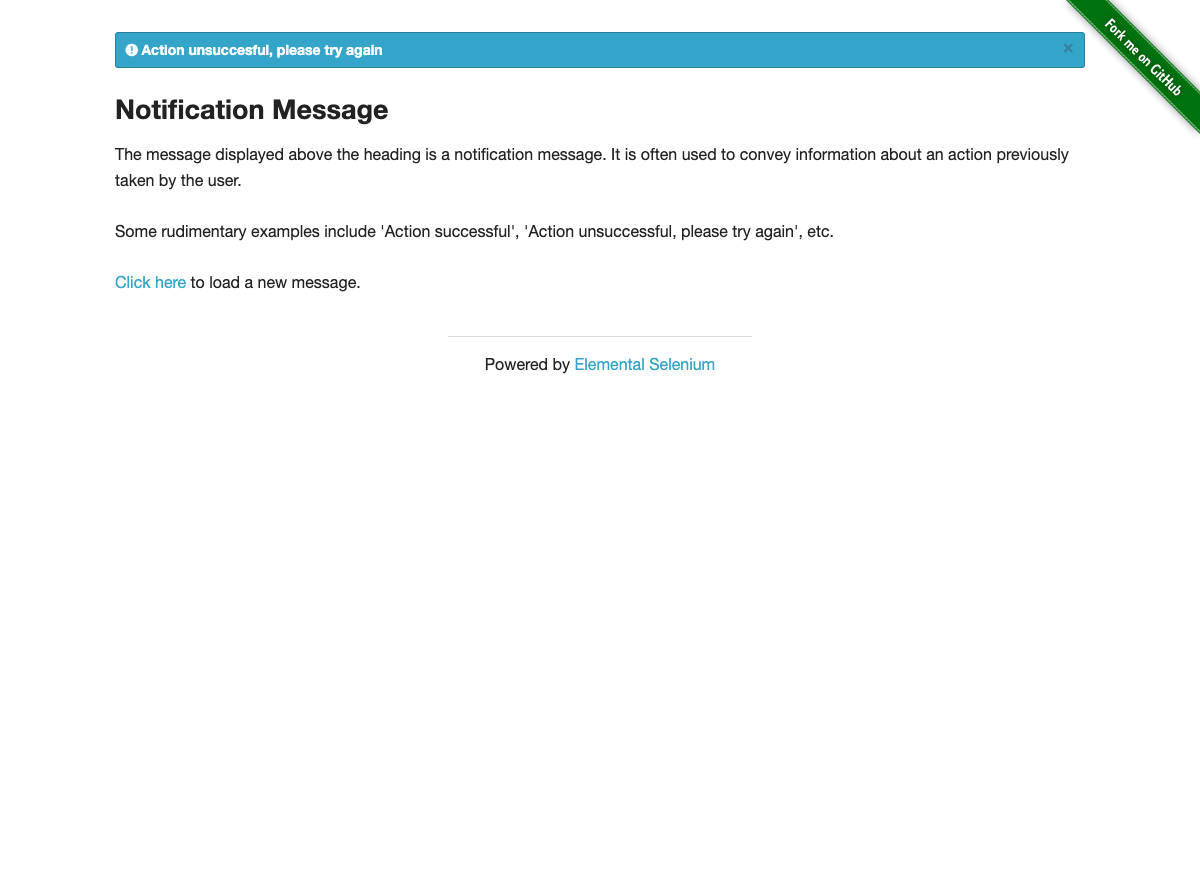 Action unsuccesful, please try again
×
Fork me on GitHub
Notification Message
The message displayed above the heading is a notification message. It is often used to convey information about an action previously
taken by the user.
Some rudimentary examples include 'Action successful', 'Action unsuccessful, please try again', etc.
Click here to load a new message.
Powered by Elemental Selenium